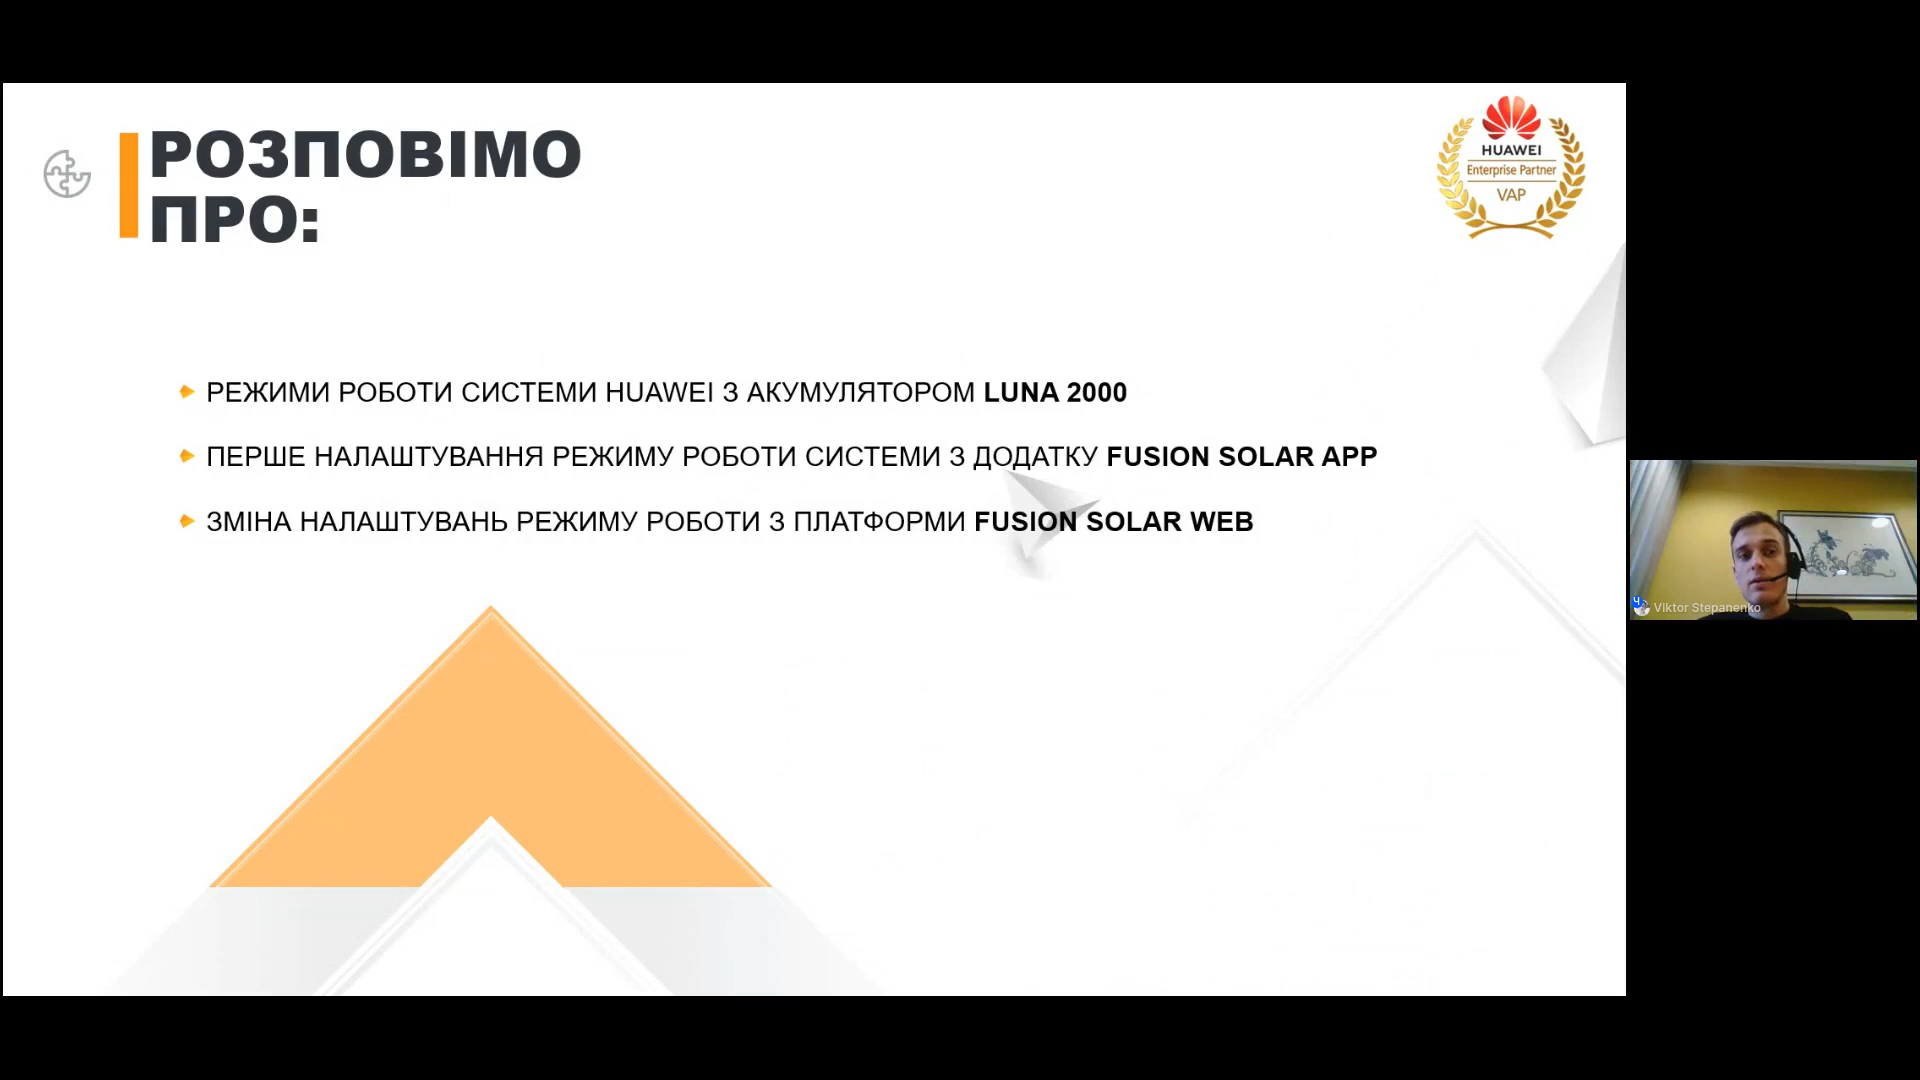 РОЗПОВІМО
ПРО:
HUAWEI
Enterprise Partner
VAP
РЕЖИМИ РОБОТИ СИСТЕМИ HUAWEI З АКУМУЛЯТОРОМ LUNA 2000
ПЕРШЕ НАЛАШТУВАННЯ РЕЖИМУ РОБОТИ СИСТЕМИ З ДОДАТКУ FUSION SOLAR APP
ЗМІНА НАЛАШТУВАНЬ РЕЖИМУ РОБОТИ З ПЛАТФОРМИ FUSION SOLAR WEB
Viktor Stepanenko